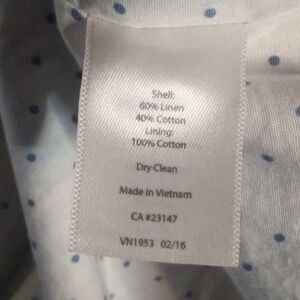 Shell:
60% Linen
40% Cotton
Lining:
100% Cotton
Dry Clean
Made in Vietnam
CA #23147
VN1953 02/16